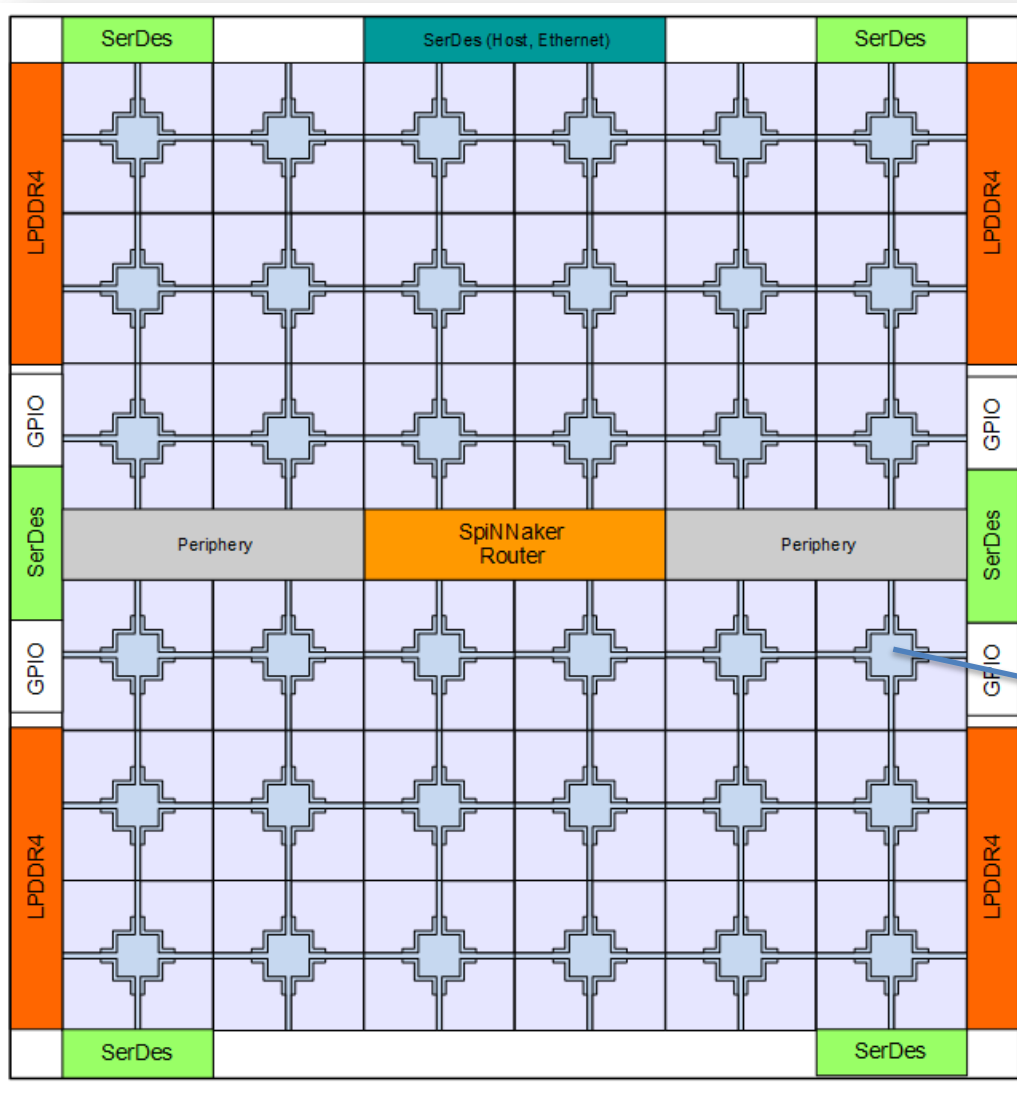 SerDes
SerDes (Host, Ethernet)
SerDes
LPDDR4
LPDDR4
GPIO
GPIO
SerDes
Periphery
SpiNNaker
Router
Periphery
SerDes
GPIO
GPIO
LPDDR4
LPDDR4
SerDes
SerDes